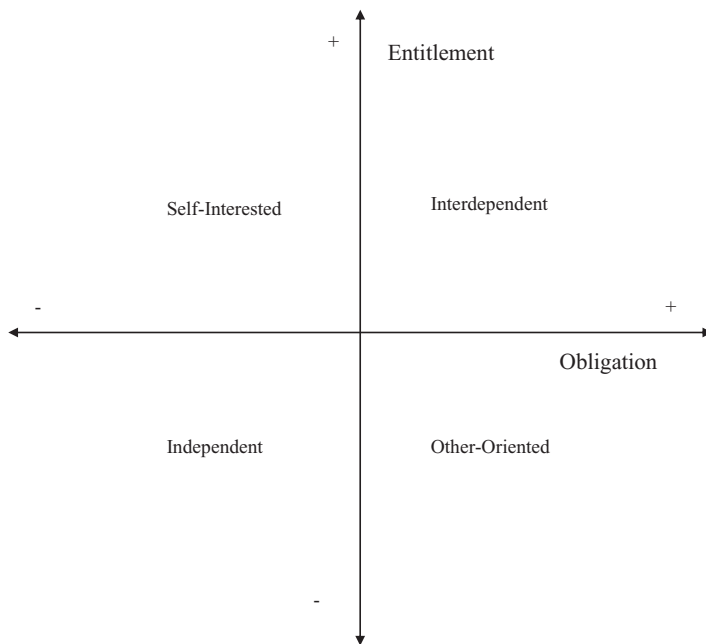 +
Entitlement
Self-Interested
Interdependent
-
+
Obligation
Independent
Other-Oriented
-